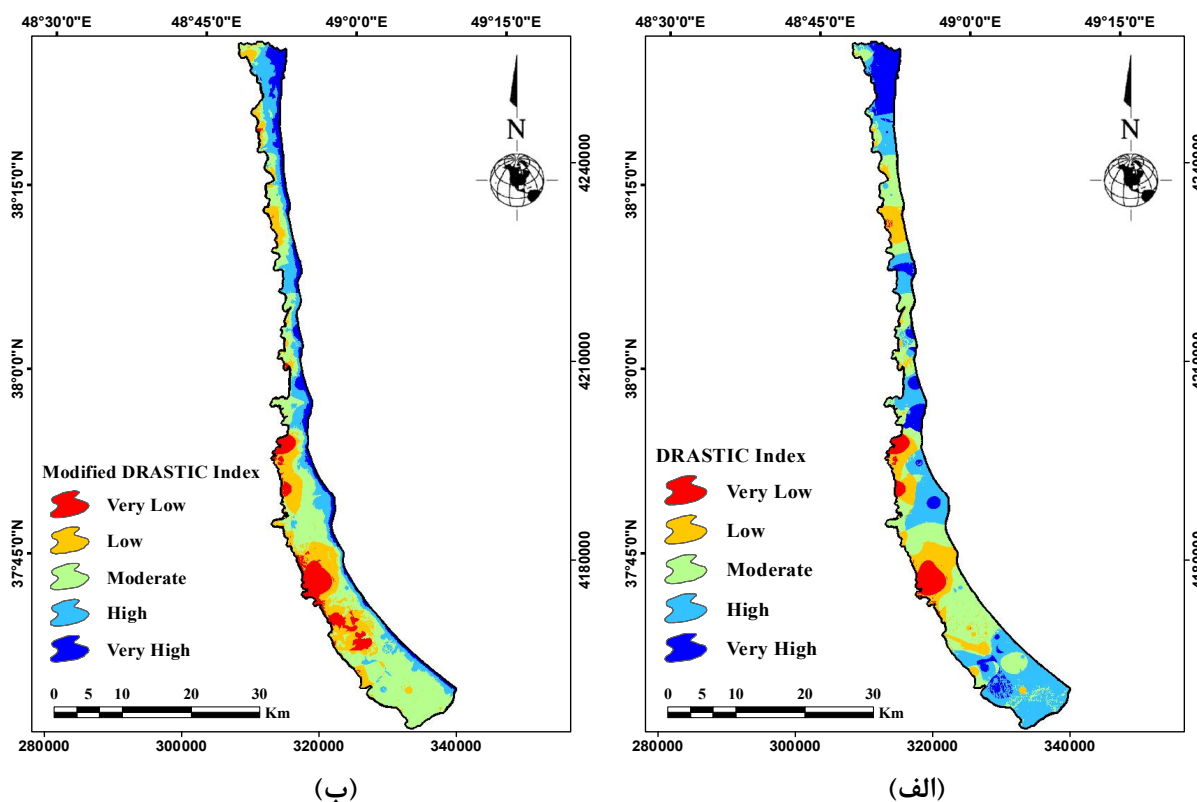 48°30'0"E
48°45'0"E
49°0'0"E
49°15'0"E
N
38°15'0"N
38°0'0"N
37°45'0"N
4240000
4210000
4180000
Modified DRASTIC Index
Very Low
Low
Moderate
High
Very High
0 5 10 20 30
Km
280000
300000
320000
340000
(ب)
48°30'0"E
48°45'0"E
49°0'0"E
49°15'0"E
N
38°15'0"N
38°0'0"N
37°45'0"N
DRASTIC Index
Very Low
Low
Moderate
High
Very High
0 5 10 20 30
Km
280000
300000
320000
340000
(الف)